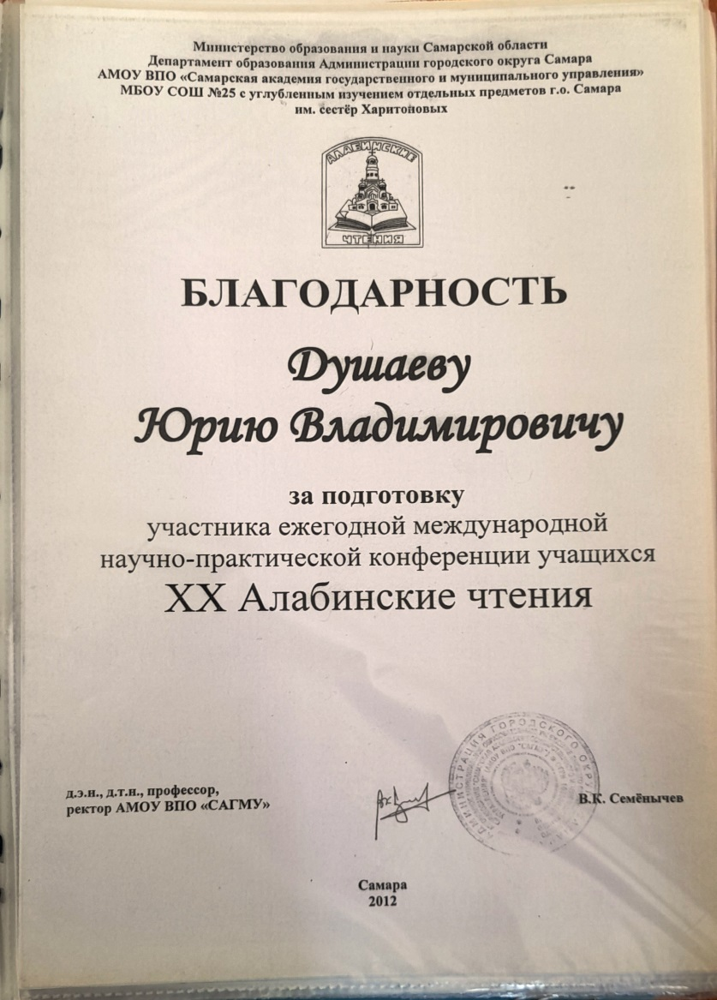 Министерство образования и науки Самарской области
Департамент образования Администрации городского округа Самара
АМОУ ВПО «Самарская академия государственного и муниципального управления»
МБОУ СОШ №25 с углубленным изучением отдельных предметов г.о. Самара
им. сестёр Харитоновых
АЛАБИНСКИЕ
ЧТЕНИЯ
БЛАГОДАРНОСТЬ
Душаеву
Юрию Владимировичу
за подготовку
участника ежегодной международной
научно-практической конференции учащихся
XX Алабинские чтения
АДМИНИСТРАЦИЯ ГОРОДСКОГО ОКРУГА
д.э.н., д.т.н., профессор,
ректор АМОУ ВПО «САГМУ»
В.К. Семёнычев
Самара
2012